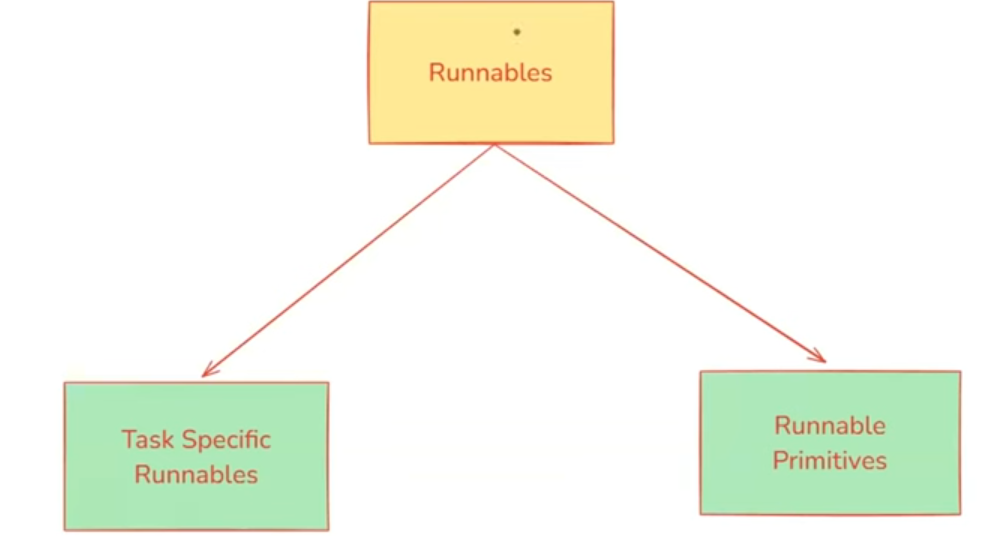 Runnables
Task Specific
Runnables
Runnable
Primitives